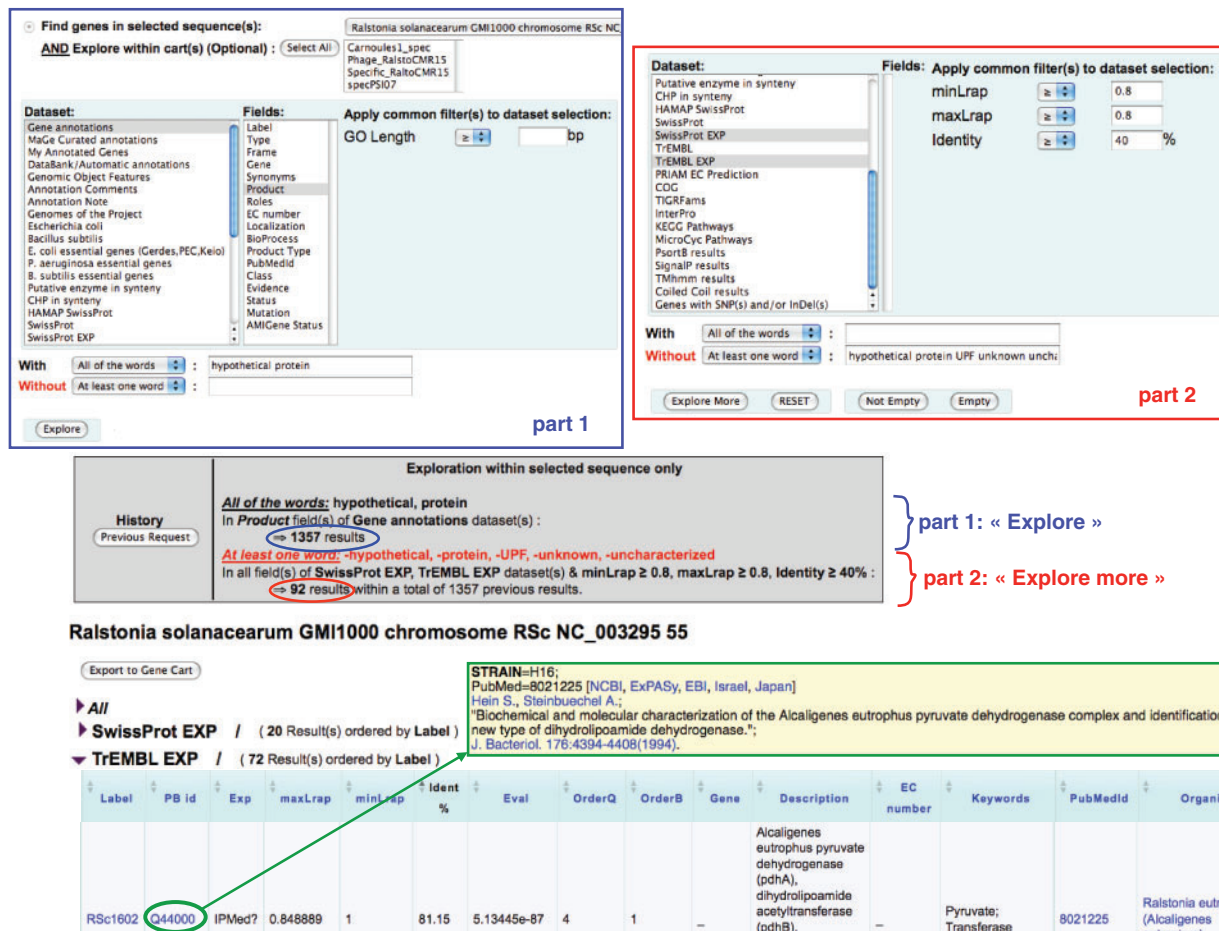 Find genes in selected sequence(s):
Ralstonia solanacearum GMI1000 chromosome RSc NC_
AND Explore within cart(s) (Optional) : Select All
Carnoules1_spec
Phage_RalstoCMR15
Specific_RaltoCMR15
specPSI07
Dataset:
Gene annotations
MaGe Curated annotations
My Annotated Genes
DataBank/Automatic annotations
Genomic Object Features
Annotation Comments
Annotation Note
Genomes of the Project
Escherichia coli
Bacillus subtilis
E. coli essential genes (Gerdes,PEC,Keio)
P. aeruginosa essential genes
B. subtilis essential genes
Putative enzyme in synteny
CHP in synteny
HAMAP SwissProt
SwissProt
SwissProt EXP
Fields:
Label
Type
Frame
Gene
Synonyms
Product
Roles
EC number
Localization
BioProcess
Product Type
PubMedId
Class
Evidence
Status
Mutation
AMIGene Status
Apply common filter(s) to dataset selection:
GO Length ≥ bp
With All of the words : hypothetical protein
Without At least one word :
Explore
part 1
Dataset:
Putative enzyme in synteny
CHP in synteny
HAMAP SwissProt
SwissProt
SwissProt EXP
TrEMBL
TrEMBL EXP
PRIAM EC Prediction
COG
TIGRFams
InterPro
KEGG Pathways
MicroCyc Pathways
PsortB results
SignalP results
TMhmm results
Coiled Coil results
Genes with SNP(s) and/or InDel(s)
Fields:
Apply common filter(s) to dataset selection:
minLrap ≥ 0.8
maxLrap ≥ 0.8
Identity ≥ 40 %
With All of the words :
Without At least one word : hypothetical protein UPF unknown uncha
Explore More RESET Not Empty Empty
part 2
Exploration within selected sequence only
History
Previous Request
All of the words: hypothetical, protein
In Product field(s) of Gene annotations dataset(s) :
⇒ 1357 results
At least one word: -hypothetical, -protein, -UPF, -unknown, -uncharacterized
In all field(s) of SwissProt EXP, TrEMBL EXP dataset(s) & minLrap ≥ 0.8, maxLrap ≥ 0.8, Identity ≥ 40% :
⇒ 92 results within a total of 1357 previous results.
part 1: « Explore »
part 2: « Explore more »
Ralstonia solanacearum GMI1000 chromosome RSc NC_003295 55
Export to Gene Cart
All
SwissProt EXP / ( 20 Result(s) ordered by Label )
TrEMBL EXP / ( 72 Result(s) ordered by Label )
STRAIN=H16;
PubMed=8021225 [NCBI, ExPASy, EBI, Israel, Japan]
Hein S., Steinbuechel A.;
"Biochemical and molecular characterization of the Alcaligenes eutrophus pyruvate dehydrogenase complex and identification
new type of dihydrolipoamide dehydrogenase.";
J. Bacteriol. 176:4394-4408(1994).
Label PB id Exp maxLrap minLrap Ident % Eval OrderQ OrderB Gene Description EC number Keywords PubMedId Organi
RSc1602 Q44000 IPMed? 0.848889 1 81.15 5.13445e-87 4 1 –
Alcaligenes
eutrophus pyruvate
dehydrogenase
(pdhA),
dihydrolipoamide
acetyltransferase
(pdhB),
–
Pyruvate;
Transferase
8021225
Ralstonia eutr
(Alcaligenes